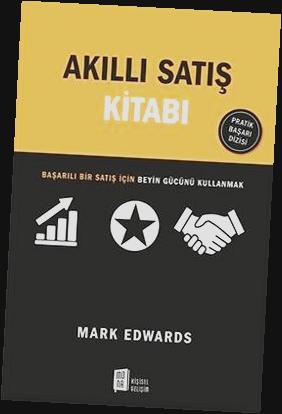 AKILLI SATIŞ
KİTABI
PRATİK
BAŞARI
DİZİSİ
BAŞARILI BİR SATIŞ İÇİN BEYİN GÜCÜNÜ KULLANMAK
MARK EDWARDS
MONA
KİŞİSEL
GELİŞİM